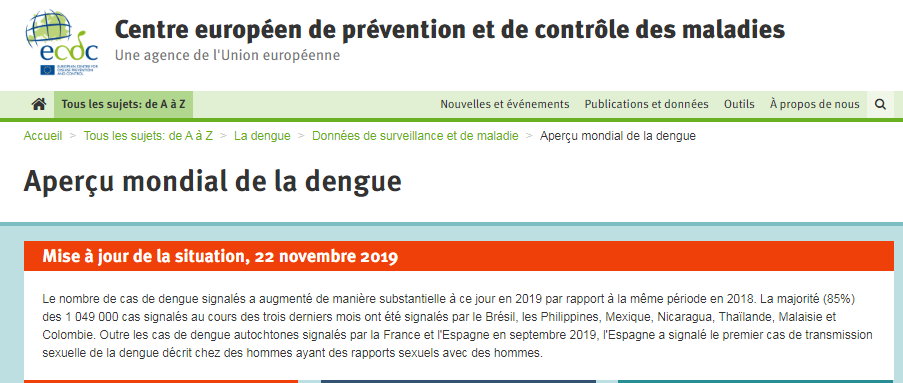 Centre européen de prévention et de contrôle des maladies
Une agence de l'Union européenne
ecdc
EUROPEAN CENTRE FOR
DISEASE PREVENTION
AND CONTROL
Tous les sujets: de A à Z
Nouvelles et événements
Publications et données
Outils
À propos de nous
Accueil > Tous les sujets: de A à Z > La dengue > Données de surveillance et de maladie > Aperçu mondial de la dengue
Aperçu mondial de la dengue
Mise à jour de la situation, 22 novembre 2019
Le nombre de cas de dengue signalés a augmenté de manière substantielle à ce jour en 2019 par rapport à la même période en 2018. La majorité (85%)
des 1 049 000 cas signalés au cours des trois derniers mois ont été signalés par le Brésil, les Philippines, Mexique, Nicaragua, Thaïlande, Malaisie et
Colombie. Outre les cas de dengue autochtones signalés par la France et l'Espagne en septembre 2019, l'Espagne a signalé le premier cas de transmission
sexuelle de la dengue décrit chez des hommes ayant des rapports sexuels avec des hommes.